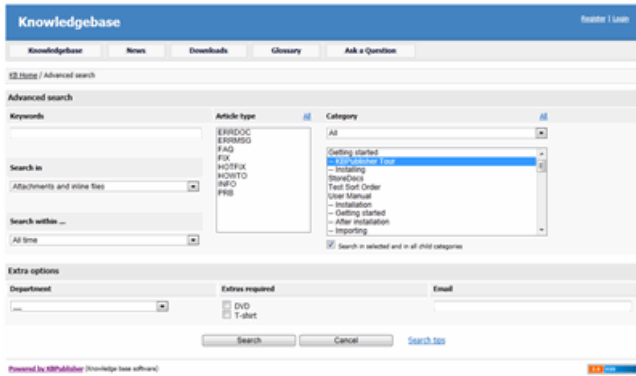 Knowledgebase
Register | Login
Knowledgebase News Downloads Glossary Ask a Question
KB Home / Advanced search
Advanced search
Keywords Article type All Category All
All
ERRDOC
ERRMSG
FAQ
FIX
HOTFIX
HOWTO
INFO
PRB
Getting started
-- KBPublisher Tour
-- Installing
StoreDocs
Test Sort Order
User Manual
-- Installation
-- Getting started
-- After installation
-- Importing
Search in
Attachments and inline files
Search within ...
All time
Search in selected and in all child categories
Extra options
Department Extras required Email
__
DVD
T-shirt
Search Cancel Search tips
Powered by KBPublisher (Knowledge base software)